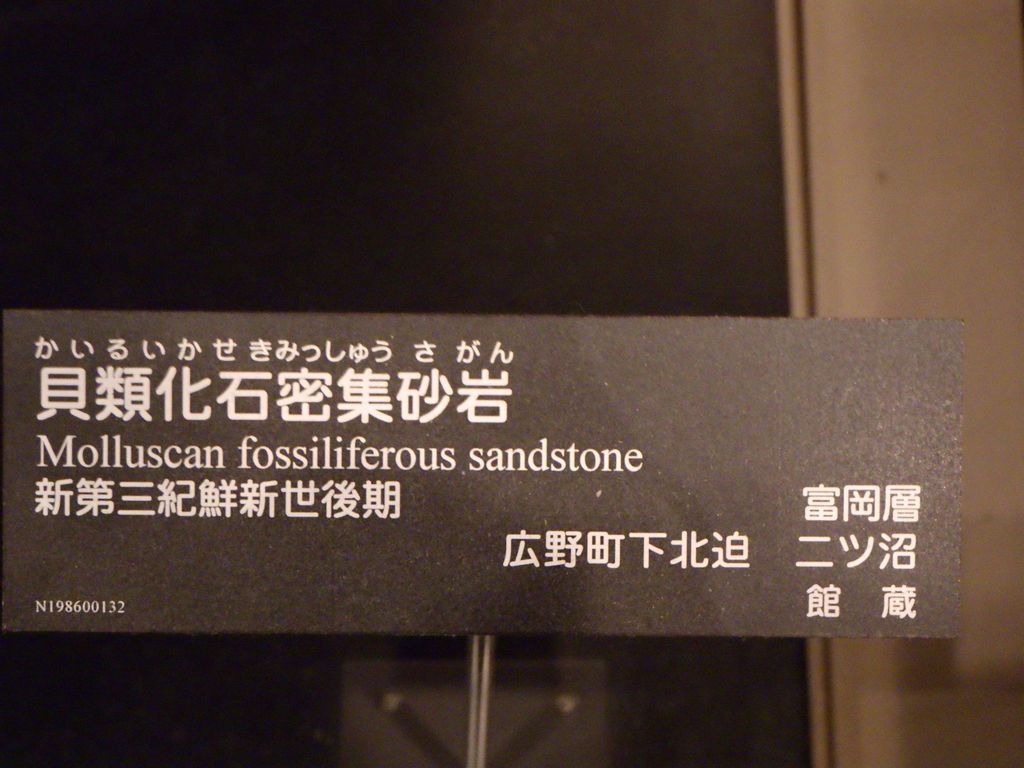 かいるいかせきみっしゅう さ がん
貝類化石密集砂岩
Molluscan fossiliferous sandstone
新第三紀鮮新世後期
富岡層
広野町下北迫 二ツ沼
N198600132
館 蔵